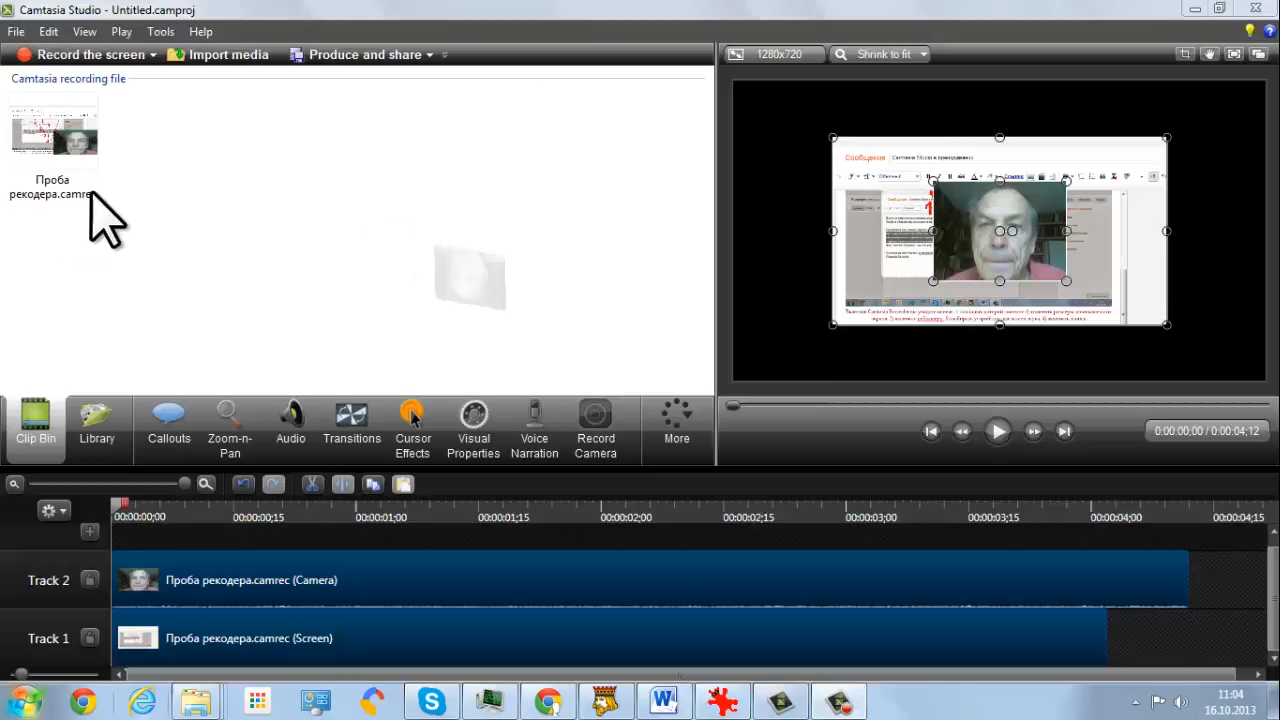 Camtasia Studio - Untitled.camproj
File Edit View Play Tools Help
Record the screen Import media Produce and share
1280x720 Shrink to fit
Camtasia recording file
Проба
рекодера.camrec
Сообщения
Camtasia Studio и
Clip Bin
Library
Callouts
Zoom-n-
Pan
Audio
Transitions
Cursor
Effects
Visual
Properties
Voice
Narration
Record
Camera
More
0:00:00;00 / 0:00:04;12
00:00:00;00 00:00:00;15 00:00:01;00 00:00:01;15 00:00:02;00 00:00:02;15 00:00:03;00 00:00:03;15 00:00:04;00 00:00:04;15
Track 2 Проба рекодера.camrec (Camera)
Track 1 Проба рекодера.camrec (Screen)
11:04
16.10.2013